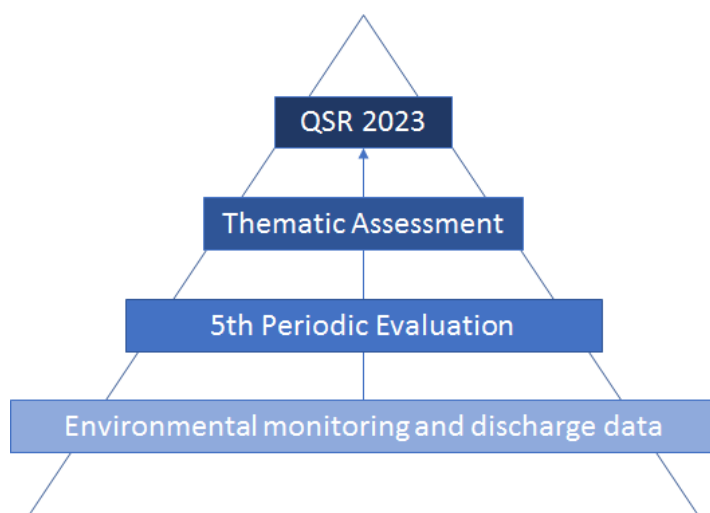 QSR 2023
Thematic Assessment
5th Periodic Evaluation
Environmental monitoring and discharge data